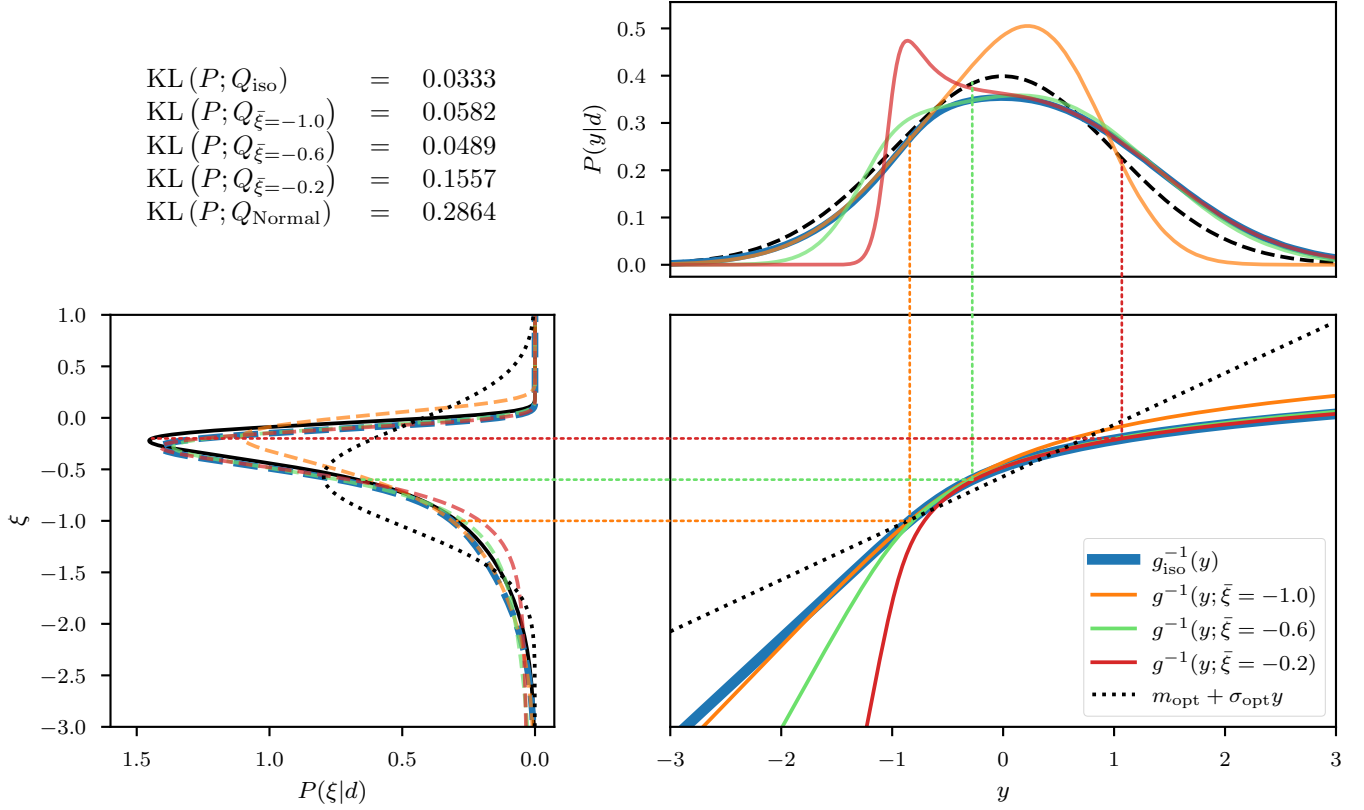 KL (P; Q_iso) = 0.0333
KL (P; Q_ξ̄=−1.0) = 0.0582
KL (P; Q_ξ̄=−0.6) = 0.0489
KL (P; Q_ξ̄=−0.2) = 0.1557
KL (P; Q_Normal) = 0.2864
P(y|d)
0.5
0.4
0.3
0.2
0.1
0.0
ξ
1.0
0.5
0.0
−0.5
−1.0
−1.5
−2.0
−2.5
−3.0
1.5 1.0 0.5 0.0
P(ξ|d)
g_iso^−1(y)
g^−1(y; ξ̄ = −1.0)
g^−1(y; ξ̄ = −0.6)
g^−1(y; ξ̄ = −0.2)
m_opt + σ_opt y
−3 −2 −1 0 1 2 3
y